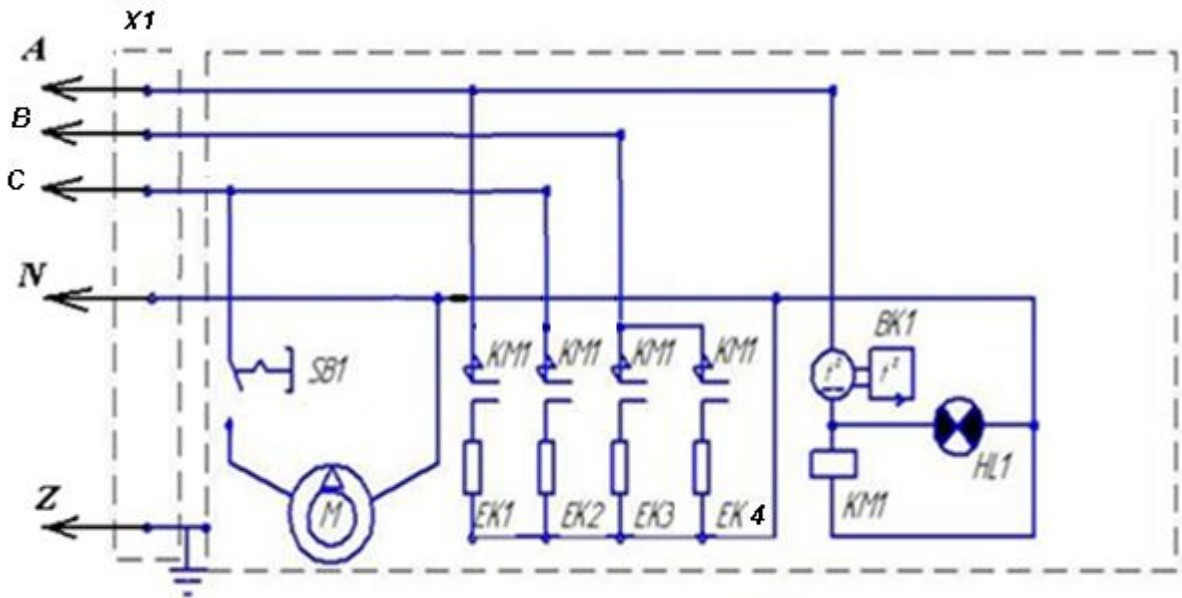 X1
A
B
C
N
BK1
t° t°
SB1
KM1 KM1 KM1 KM1
HL1
M
EK1 EK2 EK3 EK 4
KM1
Z